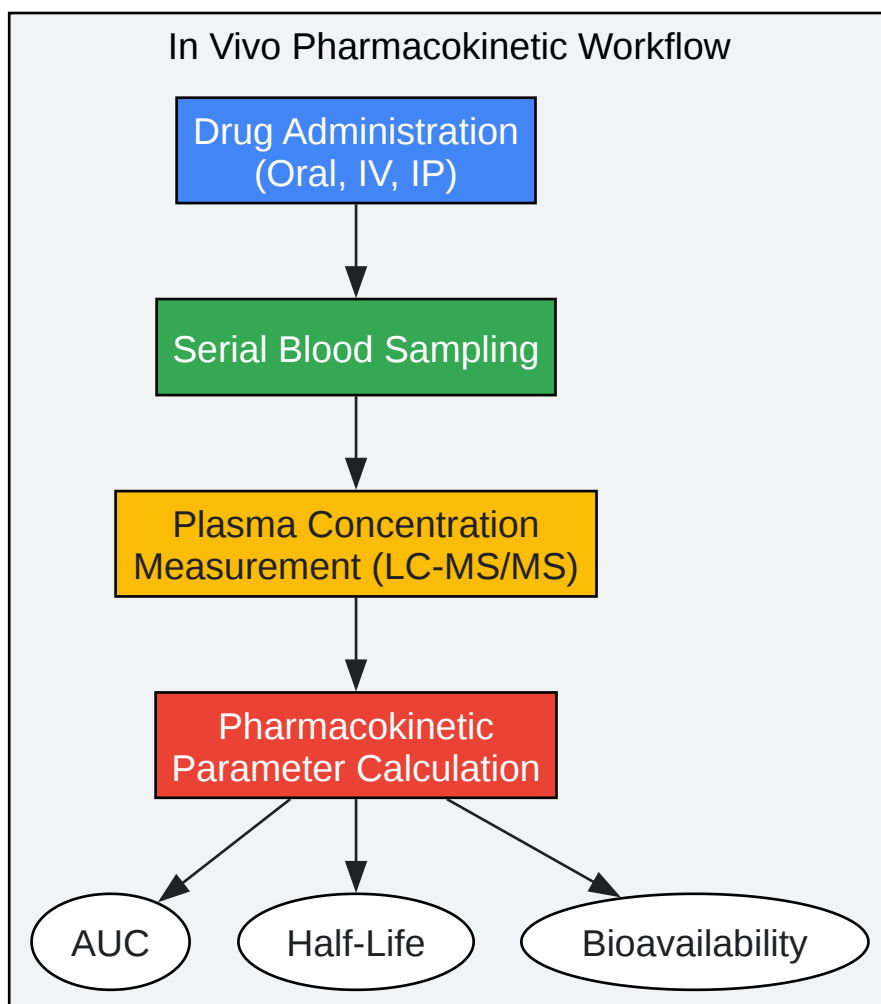 In Vivo Pharmacokinetic Workflow
Drug Administration
(Oral, IV, IP)
Serial Blood Sampling
Plasma Concentration
Measurement (LC-MS/MS)
Pharmacokinetic
Parameter Calculation
AUC
Half-Life
Bioavailability